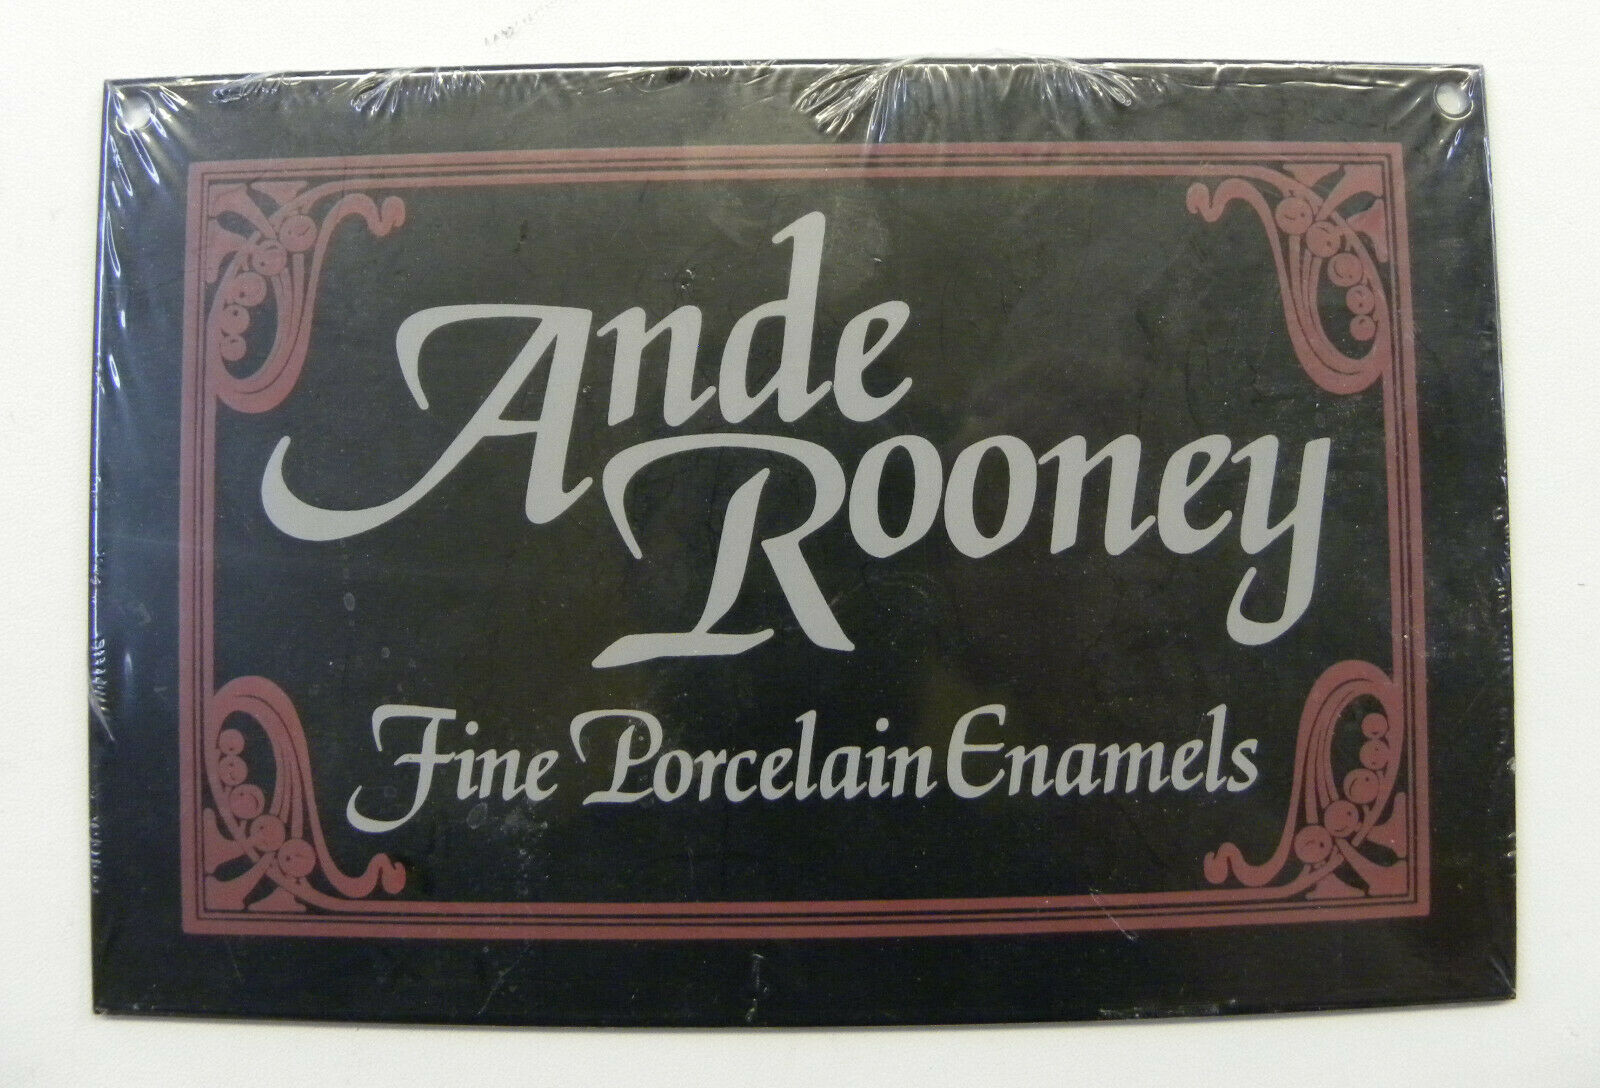 Ande
Rooney
Fine Porcelain Enamels